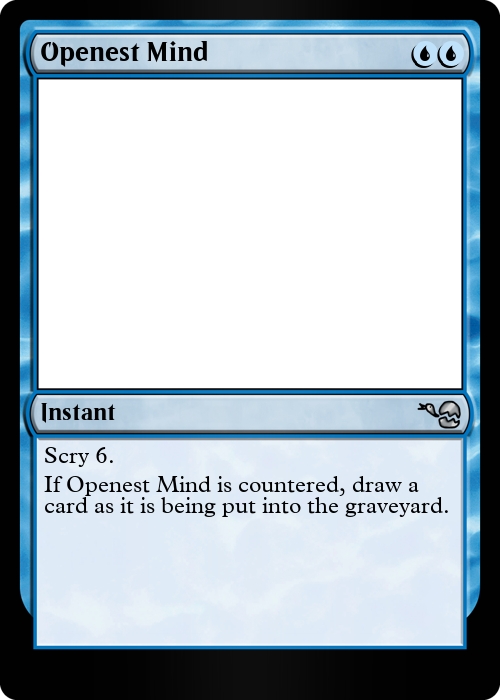 Openest Mind
Instant
Scry 6.
If Openest Mind is countered, draw a
card as it is being put into the graveyard.